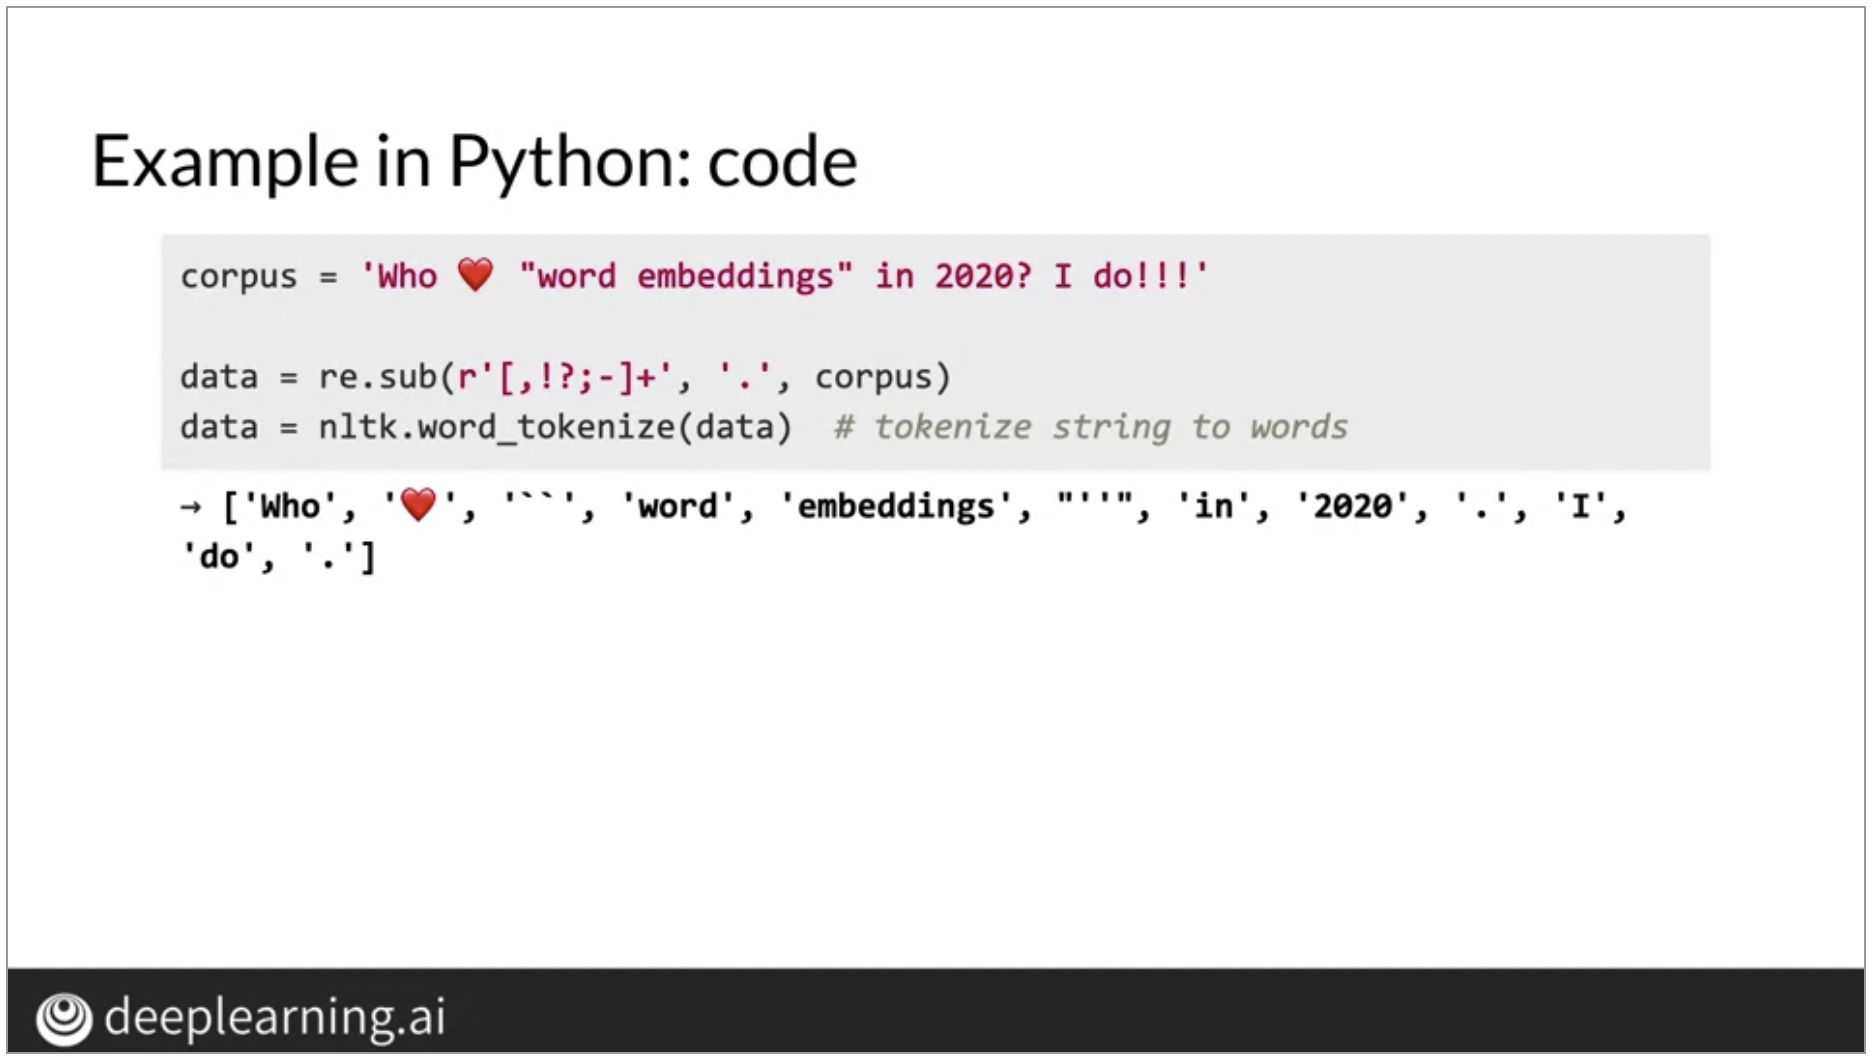 Example in Python: code
corpus = 'Who ❤️ "word embeddings" in 2020? I do!!!'
data = re.sub(r'[,!?;-]+', '.', corpus)
data = nltk.word_tokenize(data)  # tokenize string to words
→ ['Who', '❤️', '``', 'word', 'embeddings', "''", 'in', '2020', '.', 'I',
'do', '.']
deeplearning.ai